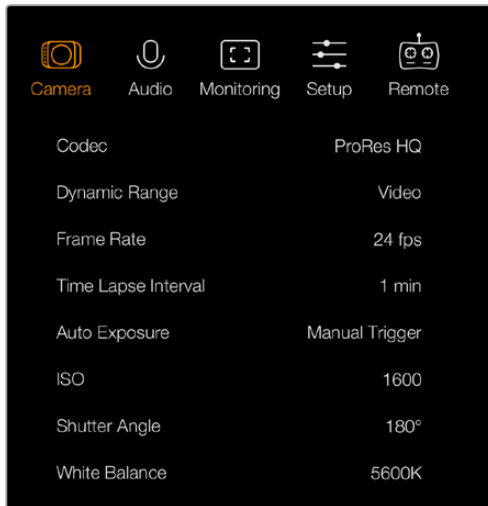 Camera Audio Monitoring Setup Remote
Codec ProRes HQ
Dynamic Range Video
Frame Rate 24 fps
Time Lapse Interval 1 min
Auto Exposure Manual Trigger
ISO 1600
Shutter Angle 180°
White Balance 5600K